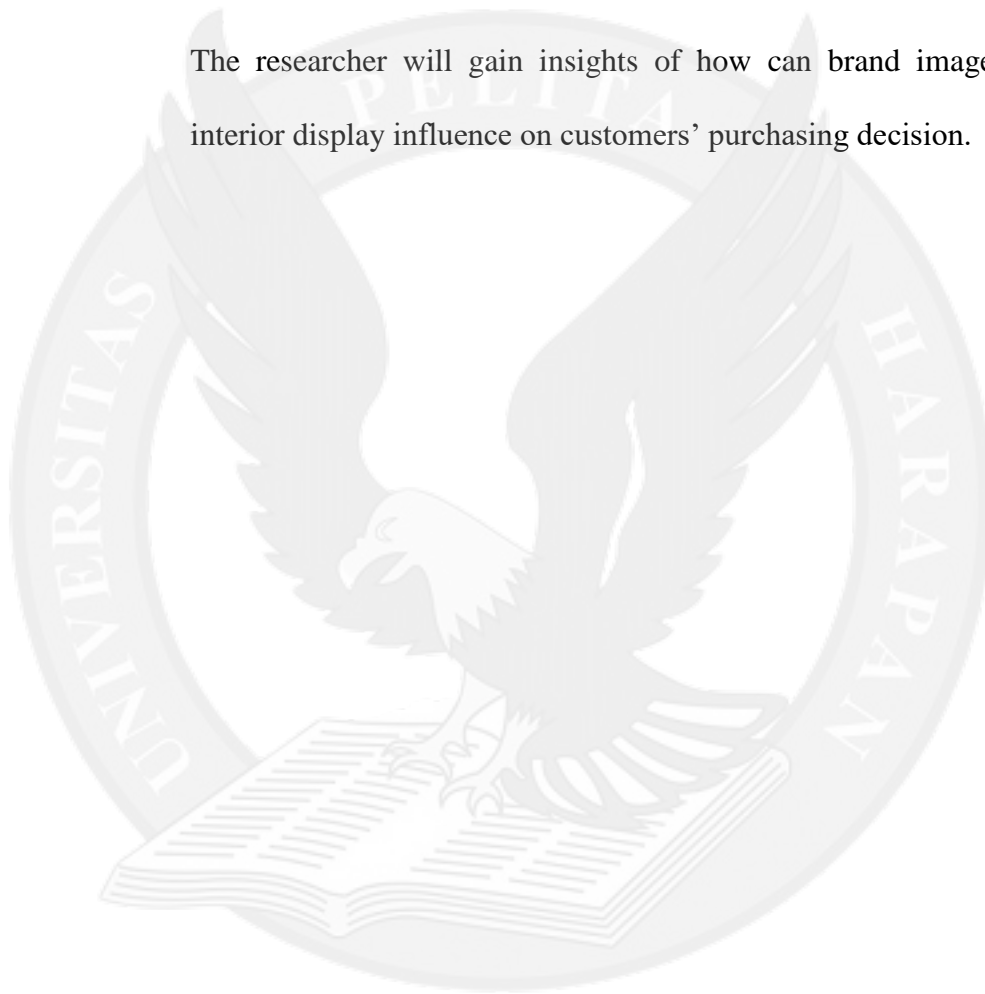 The researcher will gain insights of how can brand image
interior display influence on customers' purchasing decision.
UNIVERSITAS PELITA HARAPAN